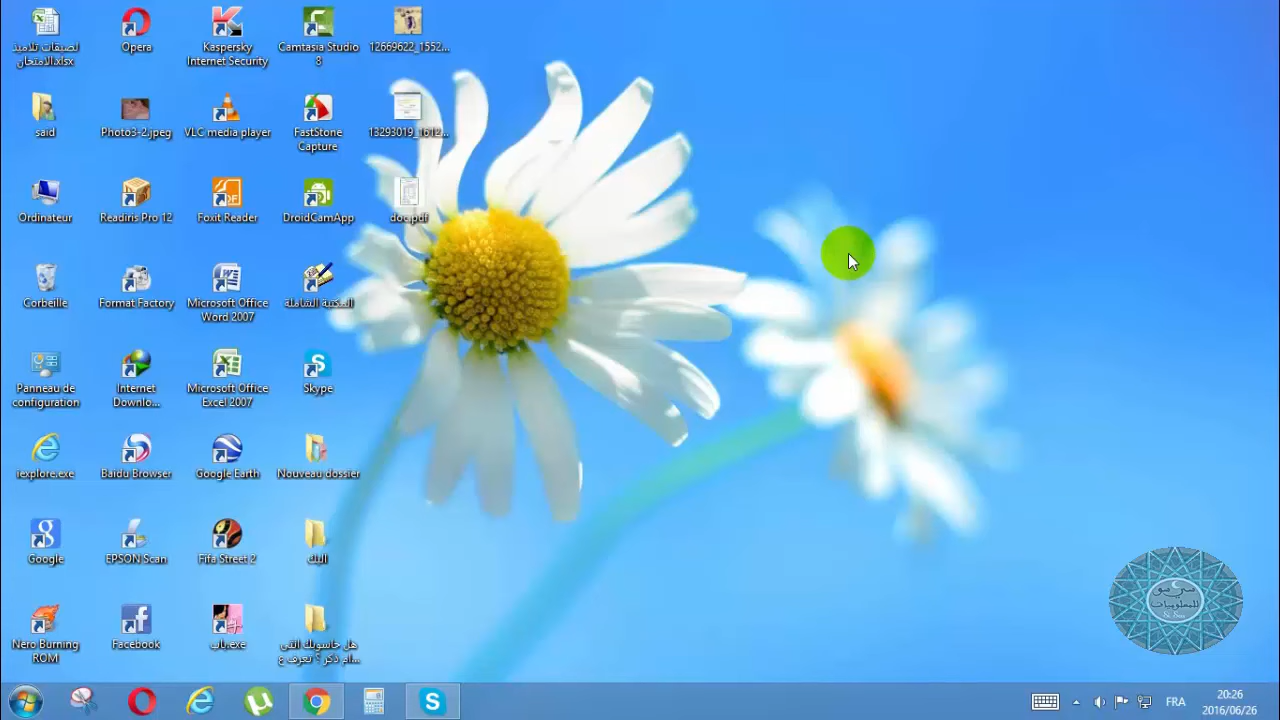 لصيقات تلاميذ
الامتحان.xlsx
Opera
Kaspersky
Internet Security
Camtasia Studio
8
12669622_1552...
said
Photo3-2.jpeg
VLC media player
FastStone
Capture
13293019_1612...
Ordinateur
Readiris Pro 12
Foxit Reader
DroidCamApp
doc.pdf
Corbeille
Format Factory
Microsoft Office
Word 2007
المكتبة الشاملة
Panneau de
configuration
Internet
Downlo...
Microsoft Office
Excel 2007
Skype
iexplore.exe
Baidu Browser
Google Earth
Nouveau dossier
Google
EPSON Scan
Fifa Street 2
البنك
Nero Burning
ROM
Facebook
باب.exe
هل حاسوبك أنثى
أم ذكر ؟ تعرف ع...
للمعلوميات
FRA
20:26
2016/06/26